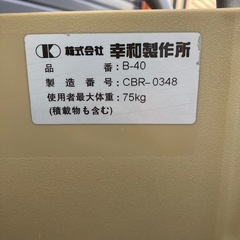 K 株式会社 幸和製作所
品番:B-40
製造番号:CBR-0348
使用者最大体重:75kg
(積載物も含む)